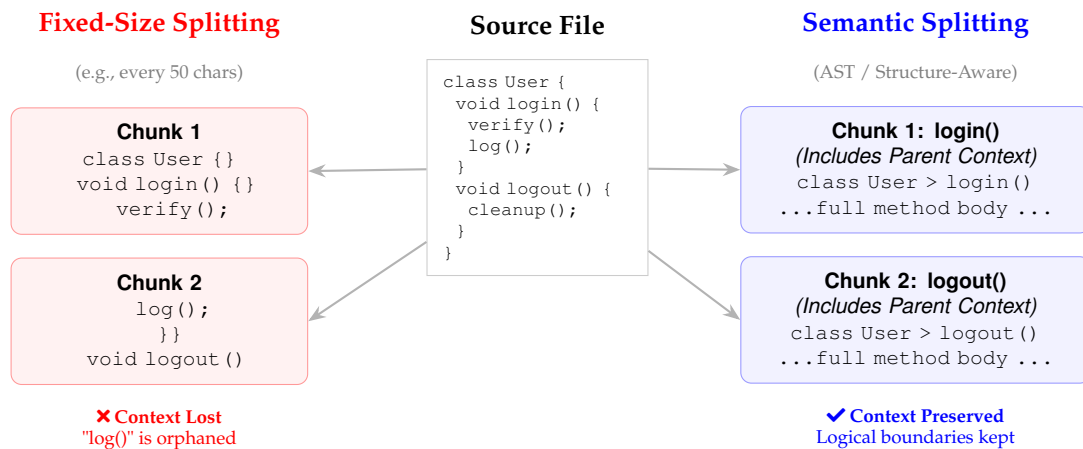 Fixed-Size Splitting
(e.g., every 50 chars)
Chunk 1
class User {}
void login() {}
verify();
Chunk 2
log();
}}
void logout()
✖ Context Lost
"log()" is orphaned
Source File
class User {
void login() {
verify();
log();
}
void logout() {
cleanup();
}
}
Semantic Splitting
(AST / Structure-Aware)
Chunk 1: login()
(Includes Parent Context)
class User > login()
...full method body ...
Chunk 2: logout()
(Includes Parent Context)
class User > logout()
...full method body ...
✔ Context Preserved
Logical boundaries kept